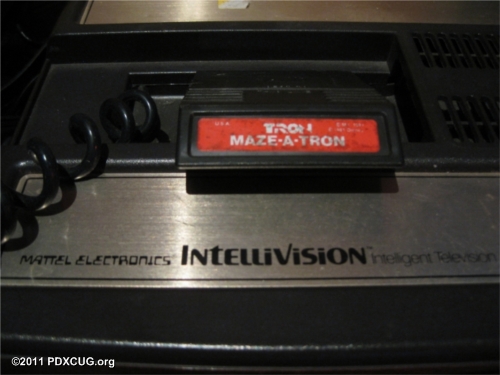 TRON
MAZE-A-TRON
MATTEL ELECTRONICS INTELLIVISION Intelligent Television
©2011 PDXCUG.org